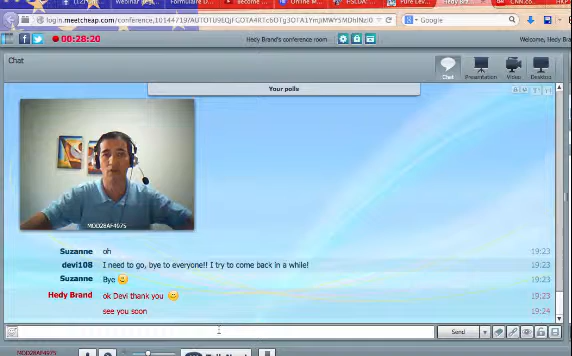 login.meetcheap.com/conference,10144719
Google
00:28:20
Hedy Brand's conference room
Welcome, Hedy Bra
Chat
Chat
Presentation
Video
Desktop
Your polls
MOD28AF4975
Suzanne oh 19:23
devi108 I need to go, bye to everyone!! I try to come back in a while! 19:23
Suzanne Bye 19:23
Hedy Brand ok Devi thank you 19:23
see you soon 19:24
Send
MOD28AF4975